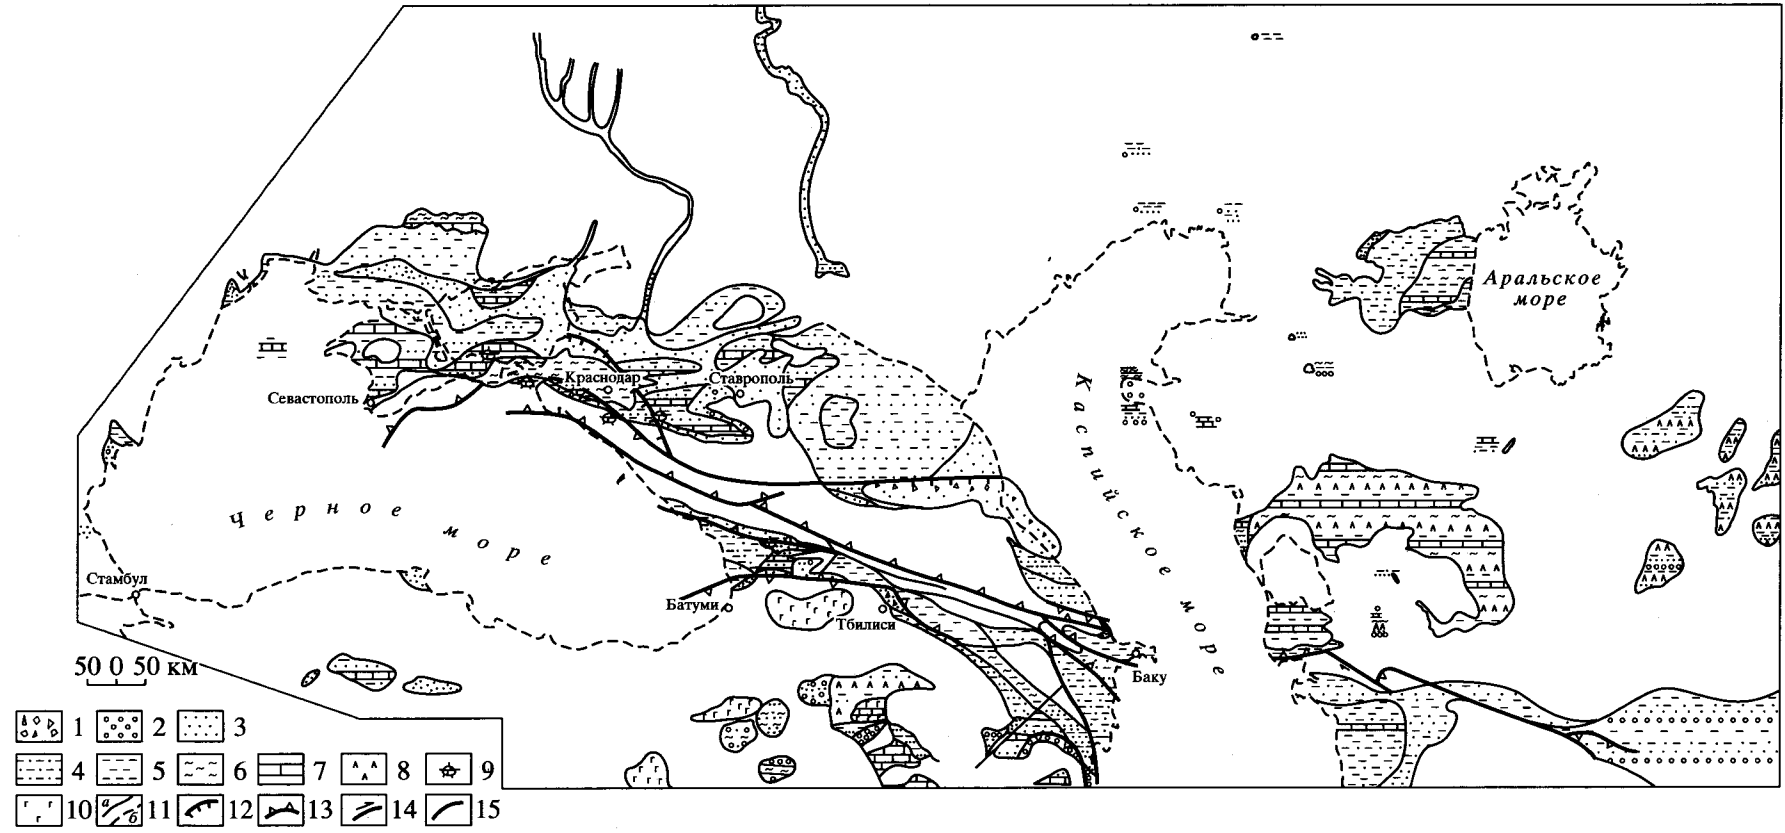 Аральское
море
Краснодар
Ставрополь
Севастополь
Каспийское море
Черное море
Стамбул
Батуми
Тбилиси
Баку
50 0 50 км
1 2 3
4 5 6 7 8 9
10 а б 11 12 13 14 15